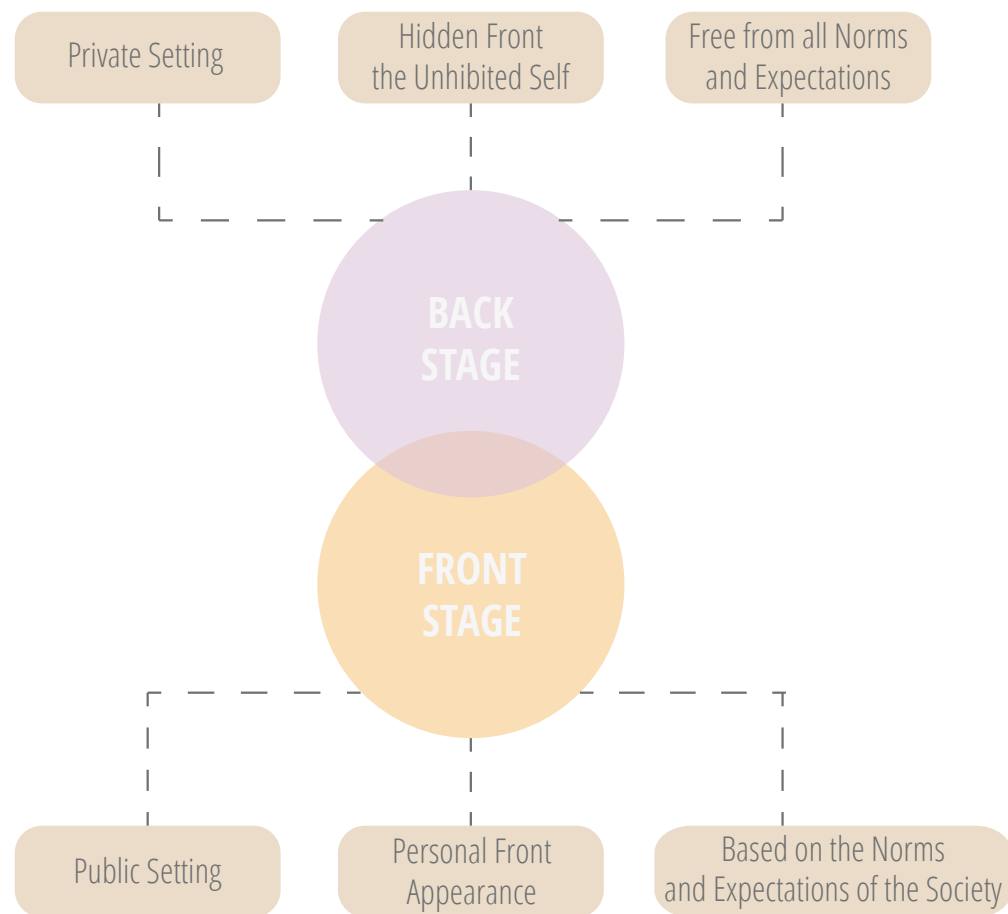 Private Setting
Hidden Front
the Unhibited Self
Free from all Norms
and Expectations
BACK
STAGE
FRONT
STAGE
Public Setting
Personal Front
Appearance
Based on the Norms
and Expectations of the Society